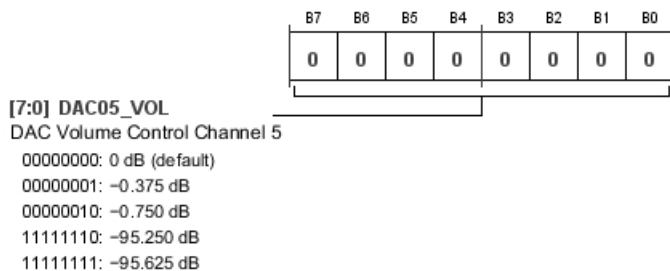 B7 B6 B5 B4 B3 B2 B1 B0
0 0 0 0 0 0 0 0
[7:0] DAC05_VOL
DAC Volume Control Channel 5
00000000: 0 dB (default)
00000001: −0.375 dB
00000010: −0.750 dB
11111110: −95.250 dB
11111111: −95.625 dB